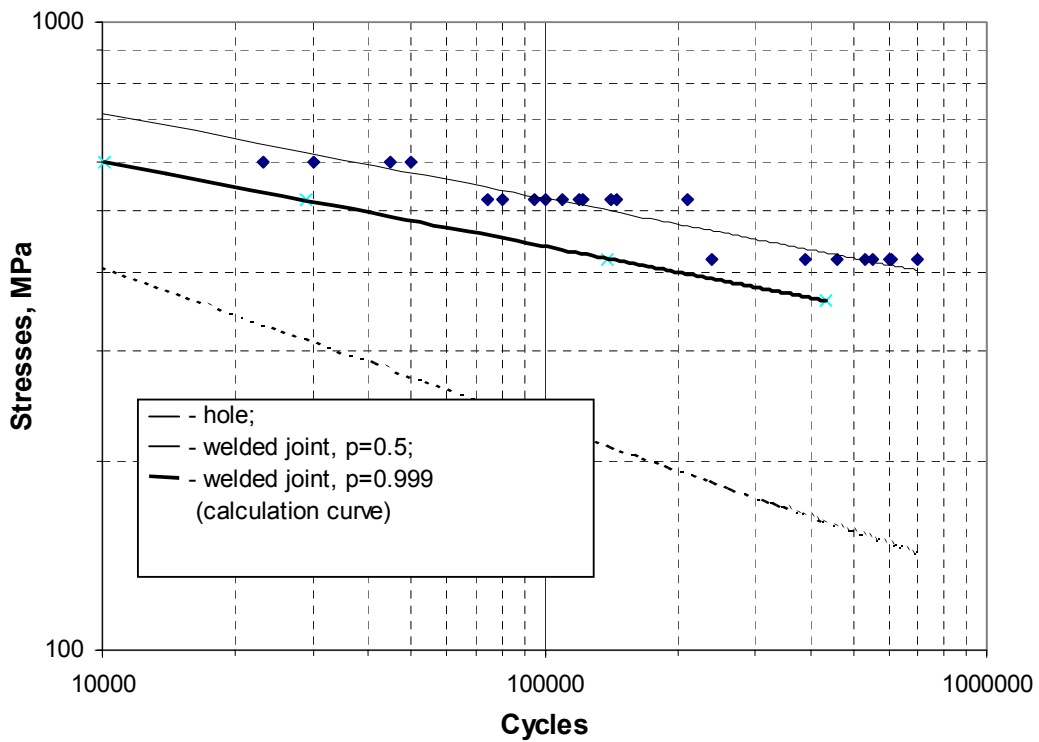 1000
Stresses, MPa
- hole;
- welded joint, p=0.5;
- welded joint, p=0.999
(calculation curve)
100
10000 100000 1000000
Cycles